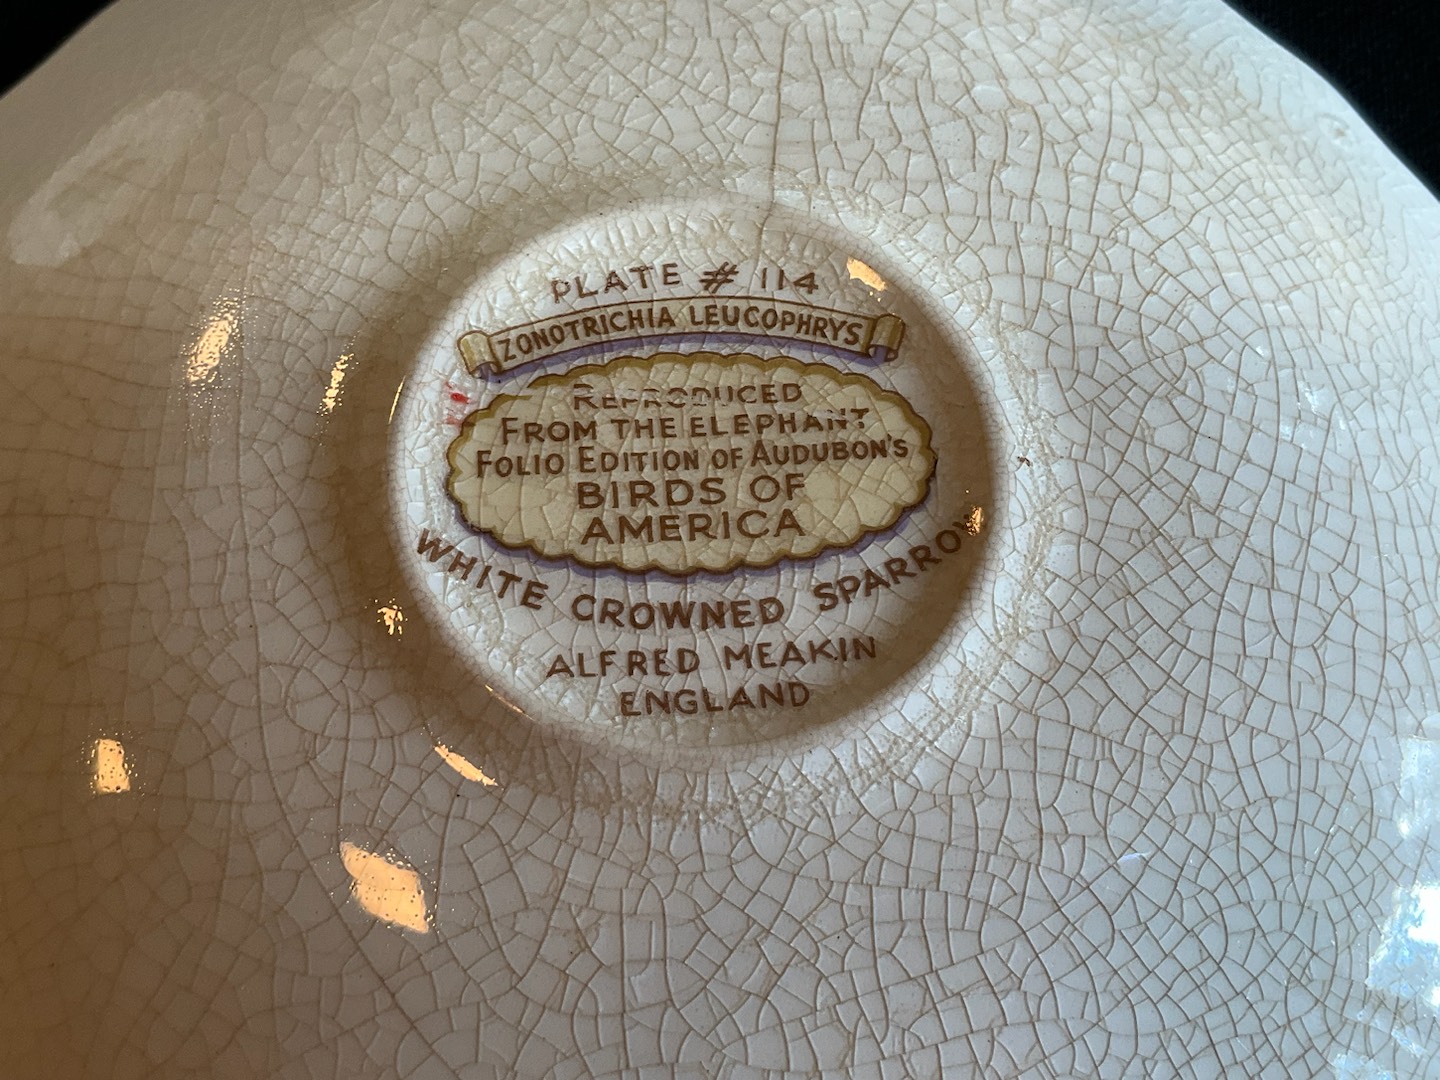 PLATE # 114
ZONOTRICHIA LEUCOPHRYS
REPRODUCED
FROM THE ELEPHANT
FOLIO EDITION OF AUDUBON'S
BIRDS OF
AMERICA
WHITE CROWNED SPARROW
ALFRED MEAKIN
ENGLAND